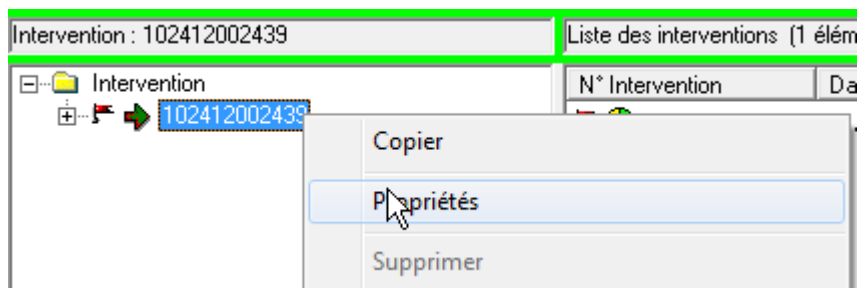 Intervention : 102412002439
Liste des interventions (1 élém
Intervention
N° Intervention
Da
102412002439
Copier
Propriétés
Supprimer